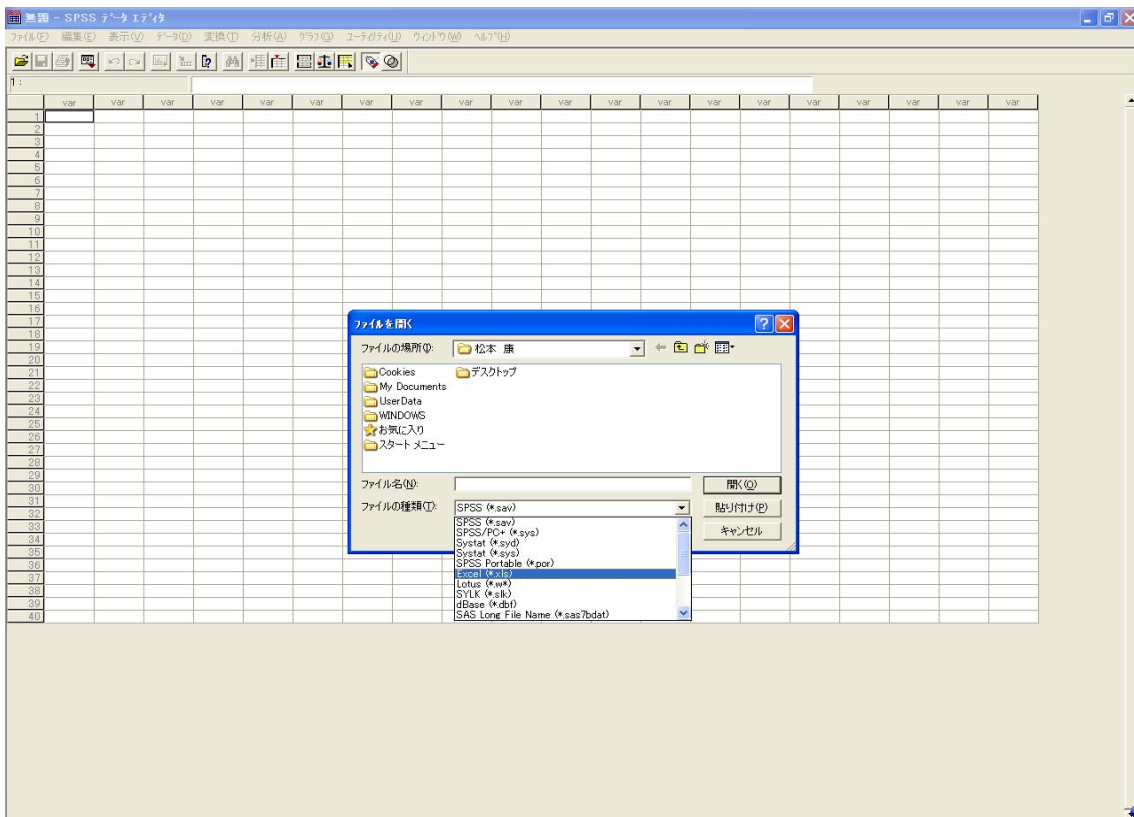 無題 - SPSS ﾃﾞｰﾀ ｴﾃﾞｨﾀ
ﾌｧｲﾙ(F) 編集(E) 表示(V) ﾃﾞｰﾀ(D) 変換(T) 分析(A) ｸﾞﾗﾌ(G) ﾕｰﾃｨﾘﾃｨ(U) ｳｨﾝﾄﾞｳ(W) ﾍﾙﾌﾟ(H)
1 :
var var var var var var var var var var var var var var var var var var var var
1
2
3
4
5
6
7
8
9
10
11
12
13
14
15
16
17
18
19
20
21
22
23
24
25
26
27
28
29
30
31
32
33
34
35
36
37
38
39
40
ファイルを開く
ファイルの場所(I):
松本 康
Cookies
My Documents
UserData
WINDOWS
お気に入り
スタート メニュー
デスクトップ
ファイル名(N):
開く(O)
ファイルの種類(T):
SPSS (*.sav)
貼り付け(P)
キャンセル
SPSS (*.sav)
SPSS/PC+ (*.sys)
Systat (*.syd)
Systat (*.sys)
SPSS Portable (*.por)
Excel (*.xls)
Lotus (*.w*)
SYLK (*.slk)
dBase (*.dbf)
SAS Long File Name (*.sas7bdat)